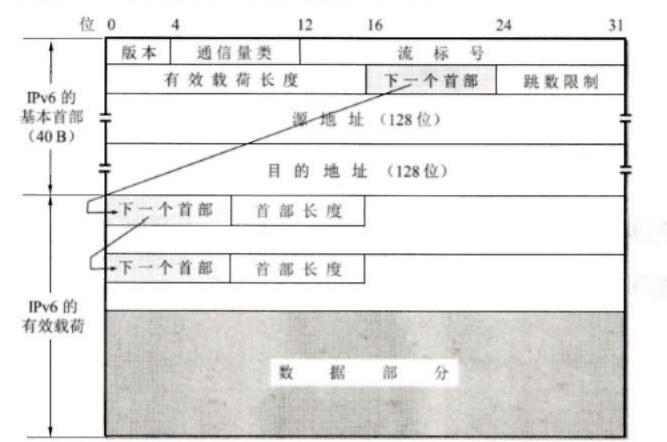 位 0 4 12 16 24 31
版本 通信量类 流标号
有效载荷长度 下一个首部 跳数限制
IPv6 的
基本首部
（40 B）
源地址（128位）
目的地址（128位）
下一个首部 首部长度
下一个首部 首部长度
IPv6 的
有效载荷
数据部分